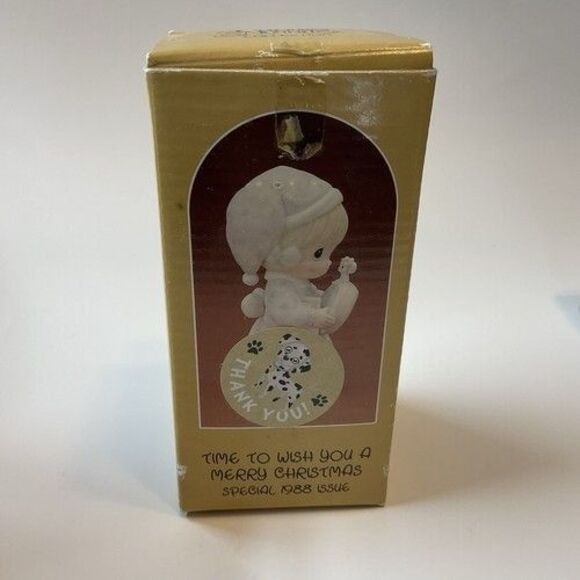 THANK YOU!
TIME TO WISH YOU A
MERRY CHRISTMAS
SPECIAL 1988 ISSUE